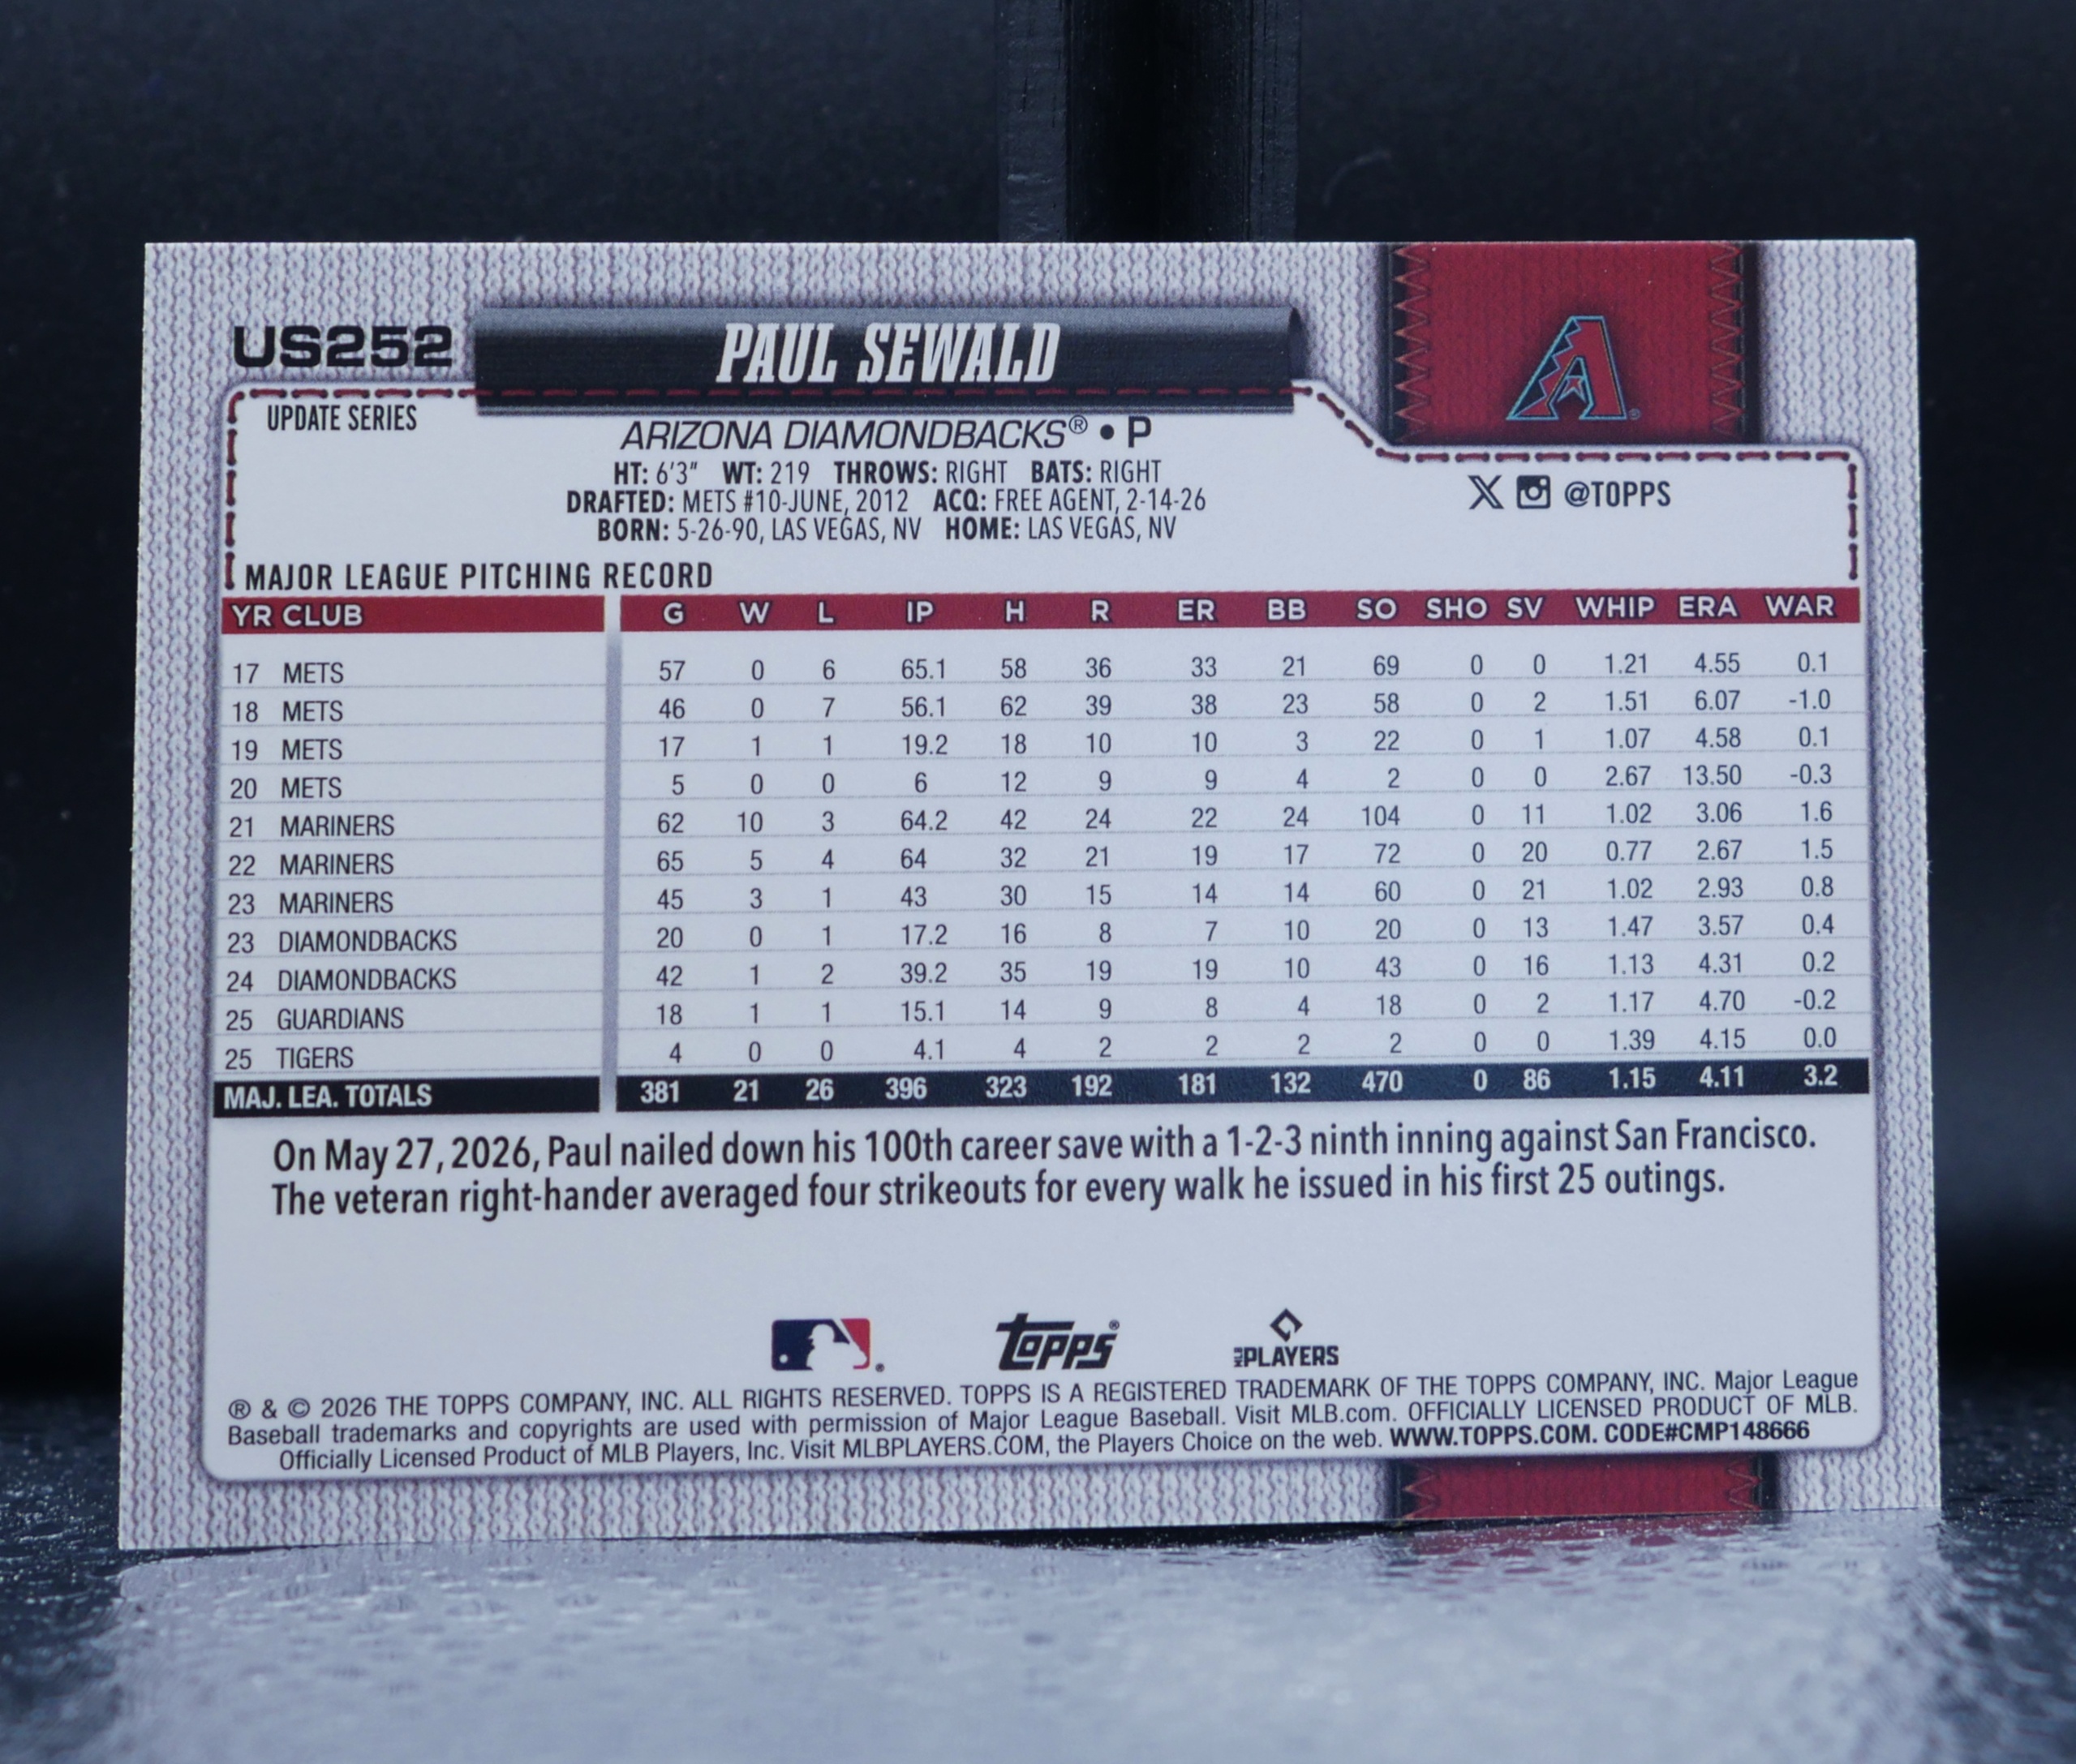 US252 PAUL SEWALD
UPDATE SERIES
ARIZONA DIAMONDBACKS® • P
HT: 6'3" WT: 219 THROWS: RIGHT BATS: RIGHT
DRAFTED: METS #10-JUNE, 2012 ACQ: FREE AGENT, 2-14-26
BORN: 5-26-90, LAS VEGAS, NV HOME: LAS VEGAS, NV
@TOPPS
MAJOR LEAGUE PITCHING RECORD
YR CLUB G W L IP H R ER BB SO SHO SV WHIP ERA WAR
17 METS 57 0 6 65.1 58 36 33 21 69 0 0 1.21 4.55 0.1
18 METS 46 0 7 56.1 62 39 38 23 58 0 2 1.51 6.07 -1.0
19 METS 17 1 1 19.2 18 10 10 3 22 0 1 1.07 4.58 0.1
20 METS 5 0 0 6 12 9 9 4 2 0 0 2.67 13.50 -0.3
21 MARINERS 62 10 3 64.2 42 24 22 24 104 0 11 1.02 3.06 1.6
22 MARINERS 65 5 4 64 32 21 19 17 72 0 20 0.77 2.67 1.5
23 MARINERS 45 3 1 43 30 15 14 14 60 0 21 1.02 2.93 0.8
23 DIAMONDBACKS 20 0 1 17.2 16 8 7 10 20 0 13 1.47 3.57 0.4
24 DIAMONDBACKS 42 1 2 39.2 35 19 19 10 43 0 16 1.13 4.31 0.2
25 GUARDIANS 18 1 1 15.1 14 9 8 4 18 0 2 1.17 4.70 -0.2
25 TIGERS 4 0 0 4.1 4 2 2 2 2 0 0 1.39 4.15 0.0
MAJ. LEA. TOTALS 381 21 26 396 323 192 181 132 470 0 86 1.15 4.11 3.2
On May 27, 2026, Paul nailed down his 100th career save with a 1-2-3 ninth inning against San Francisco.
The veteran right-hander averaged four strikeouts for every walk he issued in his first 25 outings.
topps® MLB PLAYERS
® & © 2026 THE TOPPS COMPANY, INC. ALL RIGHTS RESERVED. TOPPS IS A REGISTERED TRADEMARK OF THE TOPPS COMPANY, INC. Major League
Baseball trademarks and copyrights are used with permission of Major League Baseball. Visit MLB.com. OFFICIALLY LICENSED PRODUCT OF MLB.
Officially Licensed Product of MLB Players, Inc. Visit MLBPLAYERS.COM, the Players Choice on the web. WWW.TOPPS.COM. CODE#CMP148666